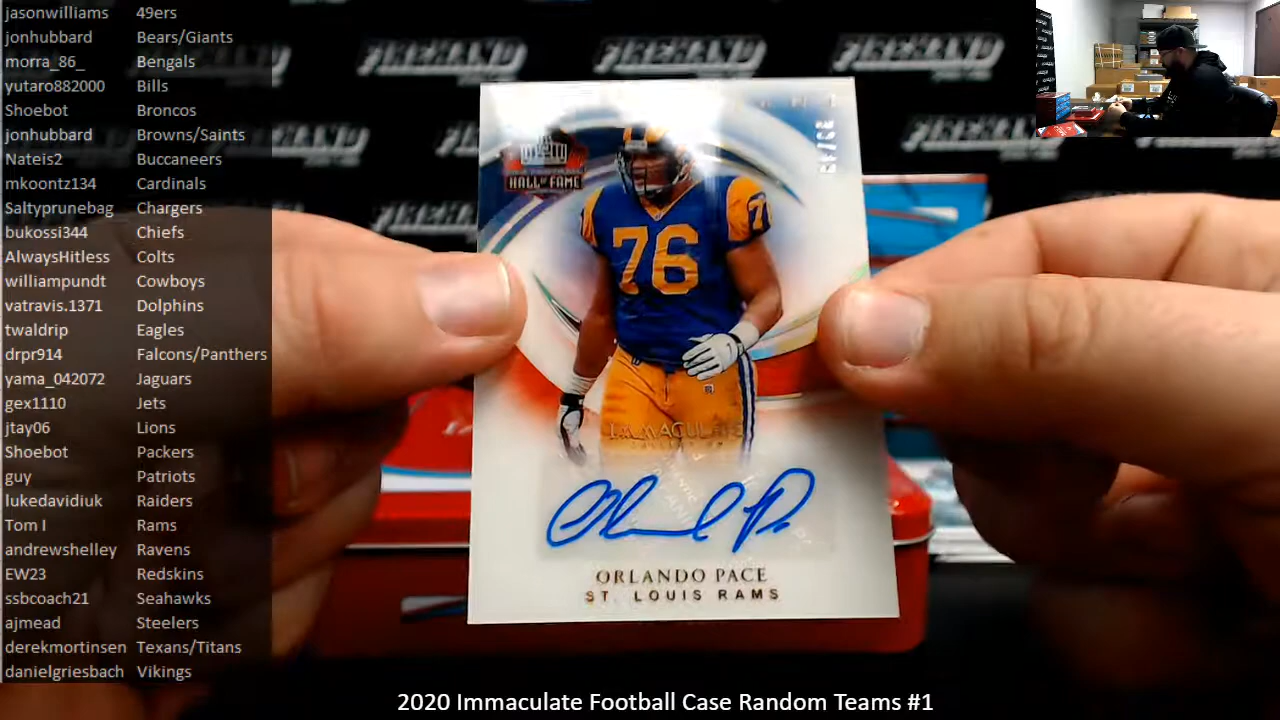 jasonwilliams 49ers
jonhubbard Bears/Giants
morra_86_ Bengals
yutaro882000 Bills
Shoebot Broncos
jonhubbard Browns/Saints
Nateis2 Buccaneers
mkoontz134 Cardinals
Saltyprunebag Chargers
bukossi344 Chiefs
AlwaysHitless Colts
williampundt Cowboys
vatravis.1371 Dolphins
twaldrip Eagles
drpr914 Falcons/Panthers
yama_042072 Jaguars
gex1110 Jets
jtay06 Lions
Shoebot Packers
guy Patriots
lukedavidiuk Raiders
Tom I Rams
andrewshelley Ravens
EW23 Redskins
ssbcoach21 Seahawks
ajmead Steelers
derekmortinsen Texans/Titans
danielgriesbach Vikings
FIREHAND FIREHAND FIREHAND
HALL OF FAME
76
76
IMMACULATE
ORLANDO PACE
ST. LOUIS RAMS
2020 Immaculate Football Case Random Teams #1